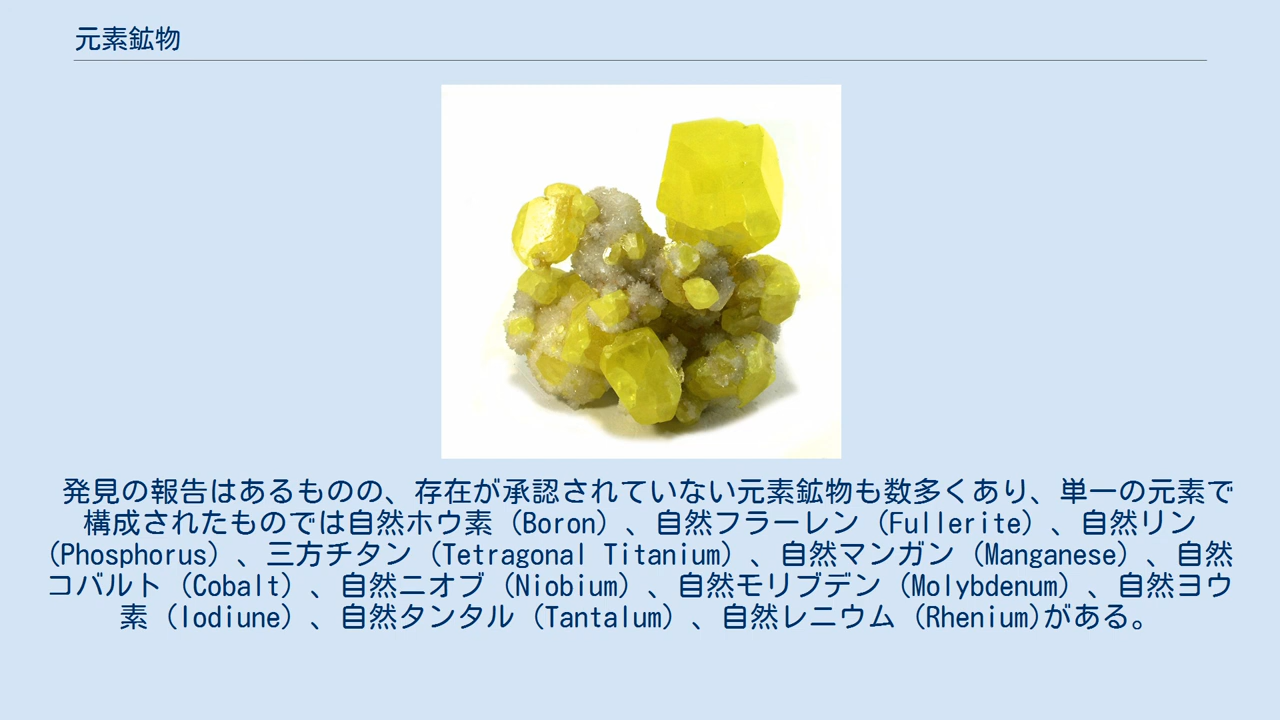 元素鉱物
発見の報告はあるものの、存在が承認されていない元素鉱物も数多くあり、単一の元素で
構成されたものでは自然ホウ素（Boron）、自然フラーレン（Fullerite）、自然リン
（Phosphorus）、三方チタン（Tetragonal Titanium）、自然マンガン（Manganese）、自然
コバルト（Cobalt）、自然ニオブ（Niobium）、自然モリブデン（Molybdenum）、自然ヨウ
素（Iodiune）、自然タンタル（Tantalum）、自然レニウム（Rhenium)がある。